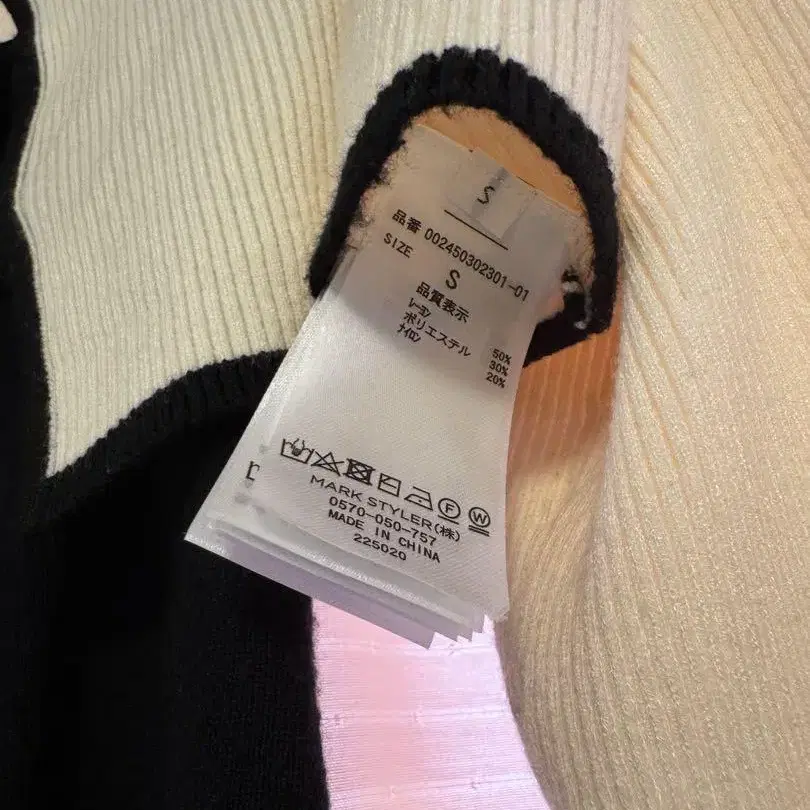 S
品番 002450302301-01
SIZE
S
品質表示
レーヨン 50%
ポリエステル 30%
ナイロン 20%
F W
MARK STYLER(株)
0570-050-757
MADE IN CHINA
225020